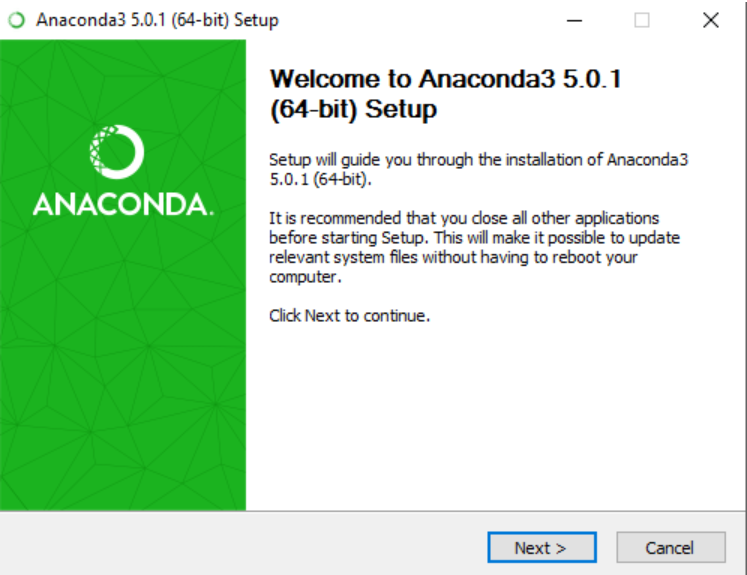 Anaconda3 5.0.1 (64-bit) Setup
Welcome to Anaconda3 5.0.1
(64-bit) Setup
Setup will guide you through the installation of Anaconda3
5.0.1 (64-bit).
It is recommended that you close all other applications
before starting Setup. This will make it possible to update
relevant system files without having to reboot your
computer.
Click Next to continue.
ANACONDA.
Next >
Cancel